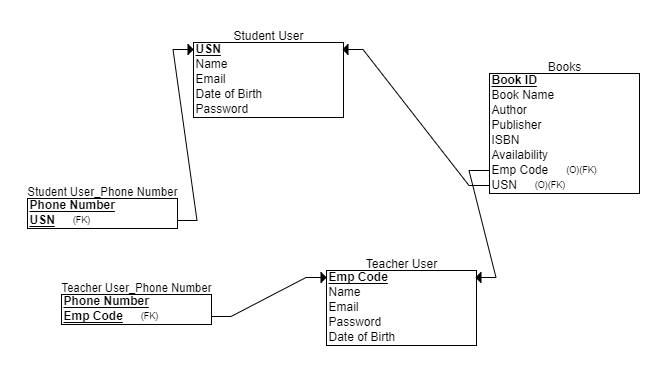 Student User
USN
Name
Email
Date of Birth
Password
Books
Book ID
Book Name
Author
Publisher
ISBN
Availability
Emp Code (O)(FK)
USN (O)(FK)
Student User_Phone Number
Phone Number
USN (FK)
Teacher User
Emp Code
Name
Email
Password
Date of Birth
Teacher User_Phone Number
Phone Number
Emp Code (FK)